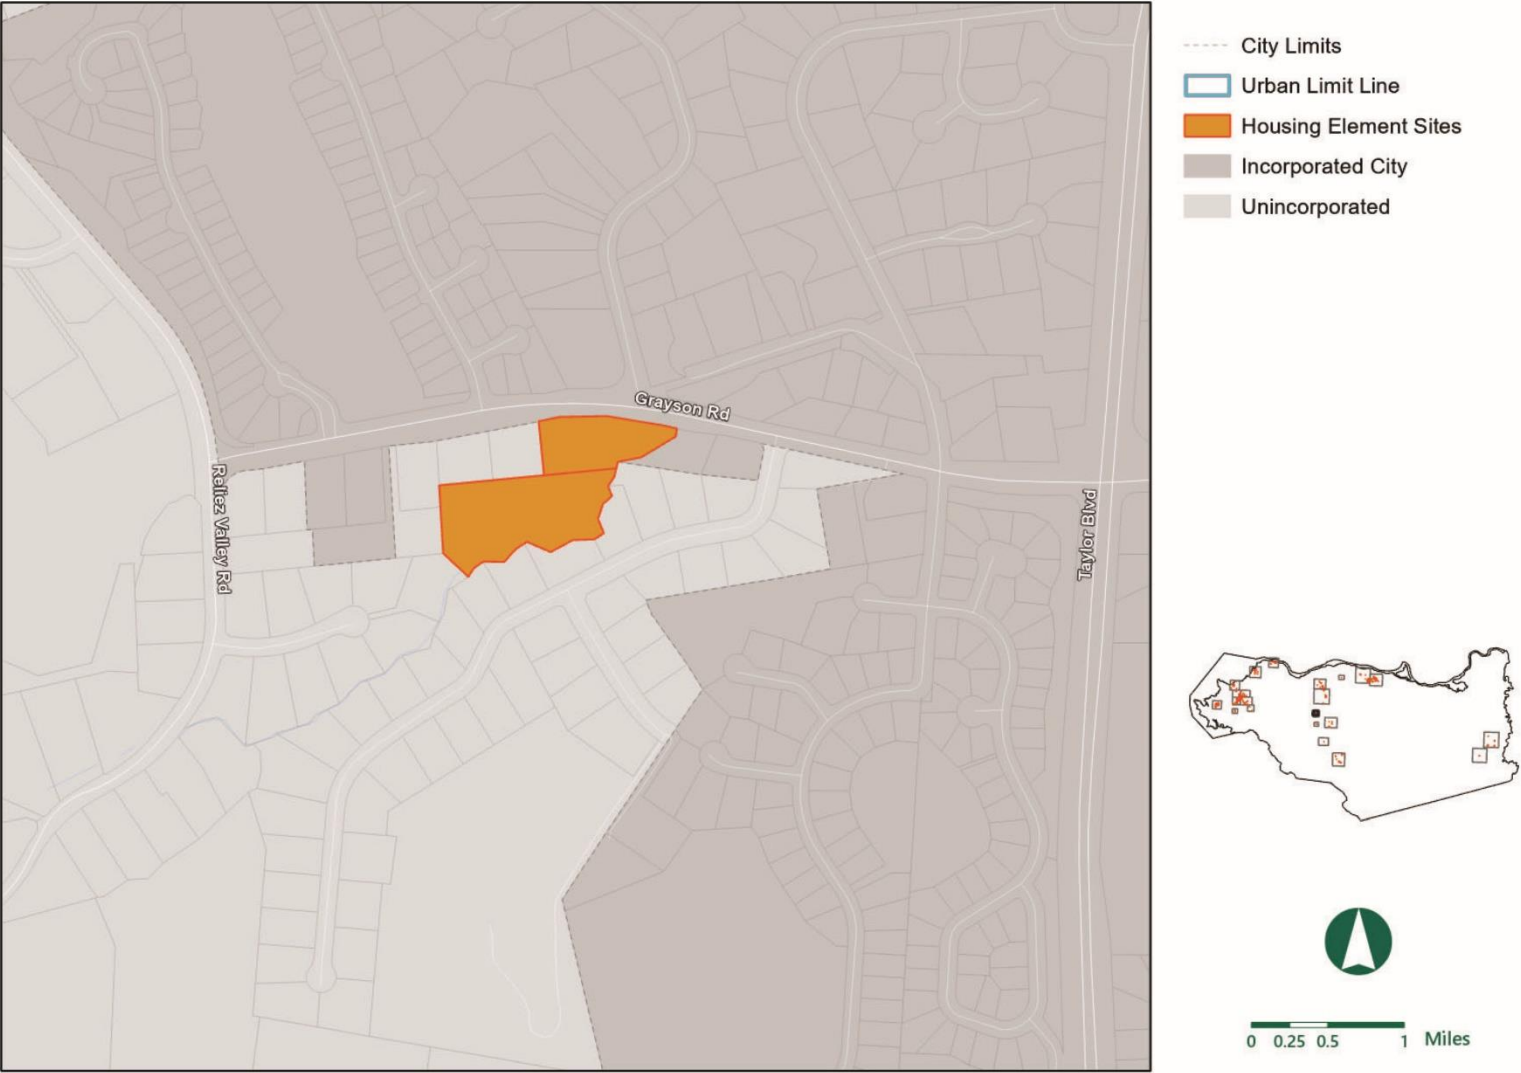 City Limits
Urban Limit Line
Housing Element Sites
Incorporated City
Unincorporated
Grayson Rd
Reliez Valley Rd
Taylor Blvd
0 0.25 0.5 1 Miles